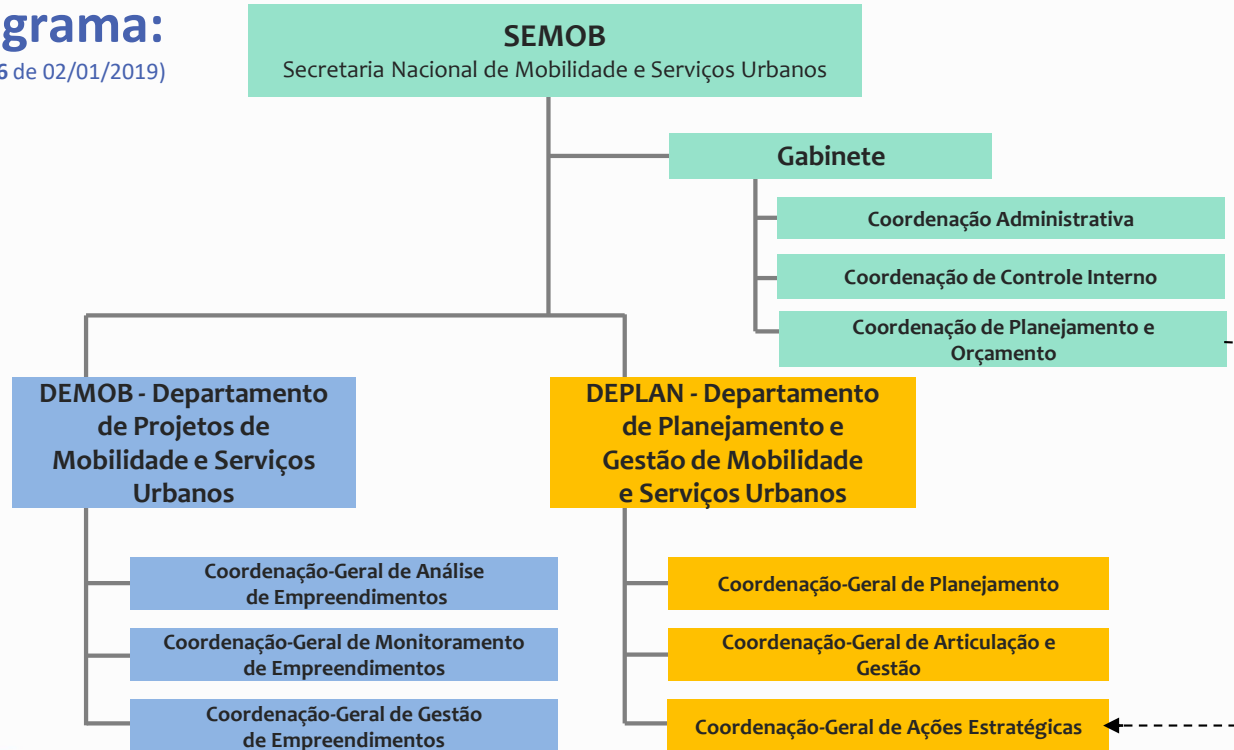 grama:
6 de 02/01/2019)
SEMOB
Secretaria Nacional de Mobilidade e Serviços Urbanos
Gabinete
Coordenação Administrativa
Coordenação de Controle Interno
Coordenação de Planejamento e
Orçamento
DEMOB - Departamento
de Projetos de
Mobilidade e Serviços
Urbanos
DEPLAN - Departamento
de Planejamento e
Gestão de Mobilidade
e Serviços Urbanos
Coordenação-Geral de Análise
de Empreendimentos
Coordenação-Geral de Monitoramento
de Empreendimentos
Coordenação-Geral de Gestão
de Empreendimentos
Coordenação-Geral de Planejamento
Coordenação-Geral de Articulação e
Gestão
Coordenação-Geral de Ações Estratégicas